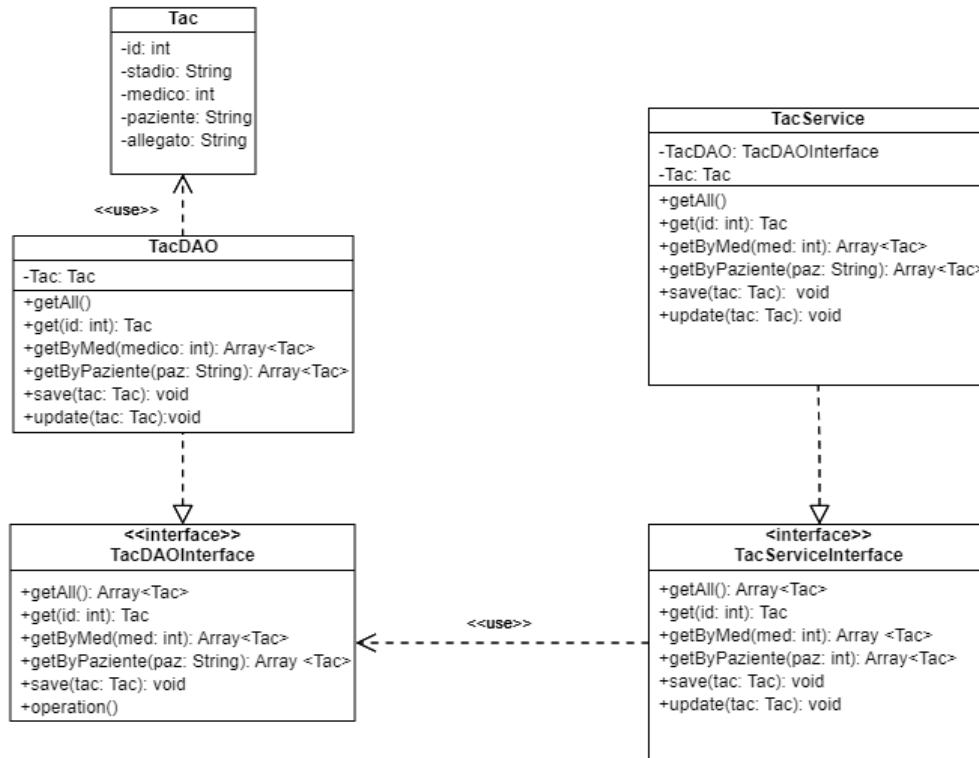 Tac
-id: int
-stadio: String
-medico: int
-paziente: String
-allegato: String
<<use>>
TacDAO
-Tac: Tac
+getAll()
+get(id: int): Tac
+getByMed(medico: int): Array<Tac>
+getByPaziente(paz: String): Array<Tac>
+save(tac: Tac): void
+update(tac: Tac):void
<<interface>>
TacDAOInterface
+getAll(): Array<Tac>
+get(id: int): Tac
+getByMed(med: int): Array<Tac>
+getByPaziente(paz: String): Array <Tac>
+save(tac: Tac): void
+operation()
<<use>>
TacService
-TacDAO: TacDAOInterface
-Tac: Tac
+getAll()
+get(id: int): Tac
+getByMed(med: int): Array<Tac>
+getByPaziente(paz: String): Array<Tac>
+save(tac: Tac): void
+update(tac: Tac): void
<interface>>
TacServiceInterface
+getAll(): Array<Tac>
+get(id: int): Tac
+getByMed(med: int): Array <Tac>
+getByPaziente(paz: int): Array<Tac>
+save(tac: Tac): void
+update(tac: Tac): void